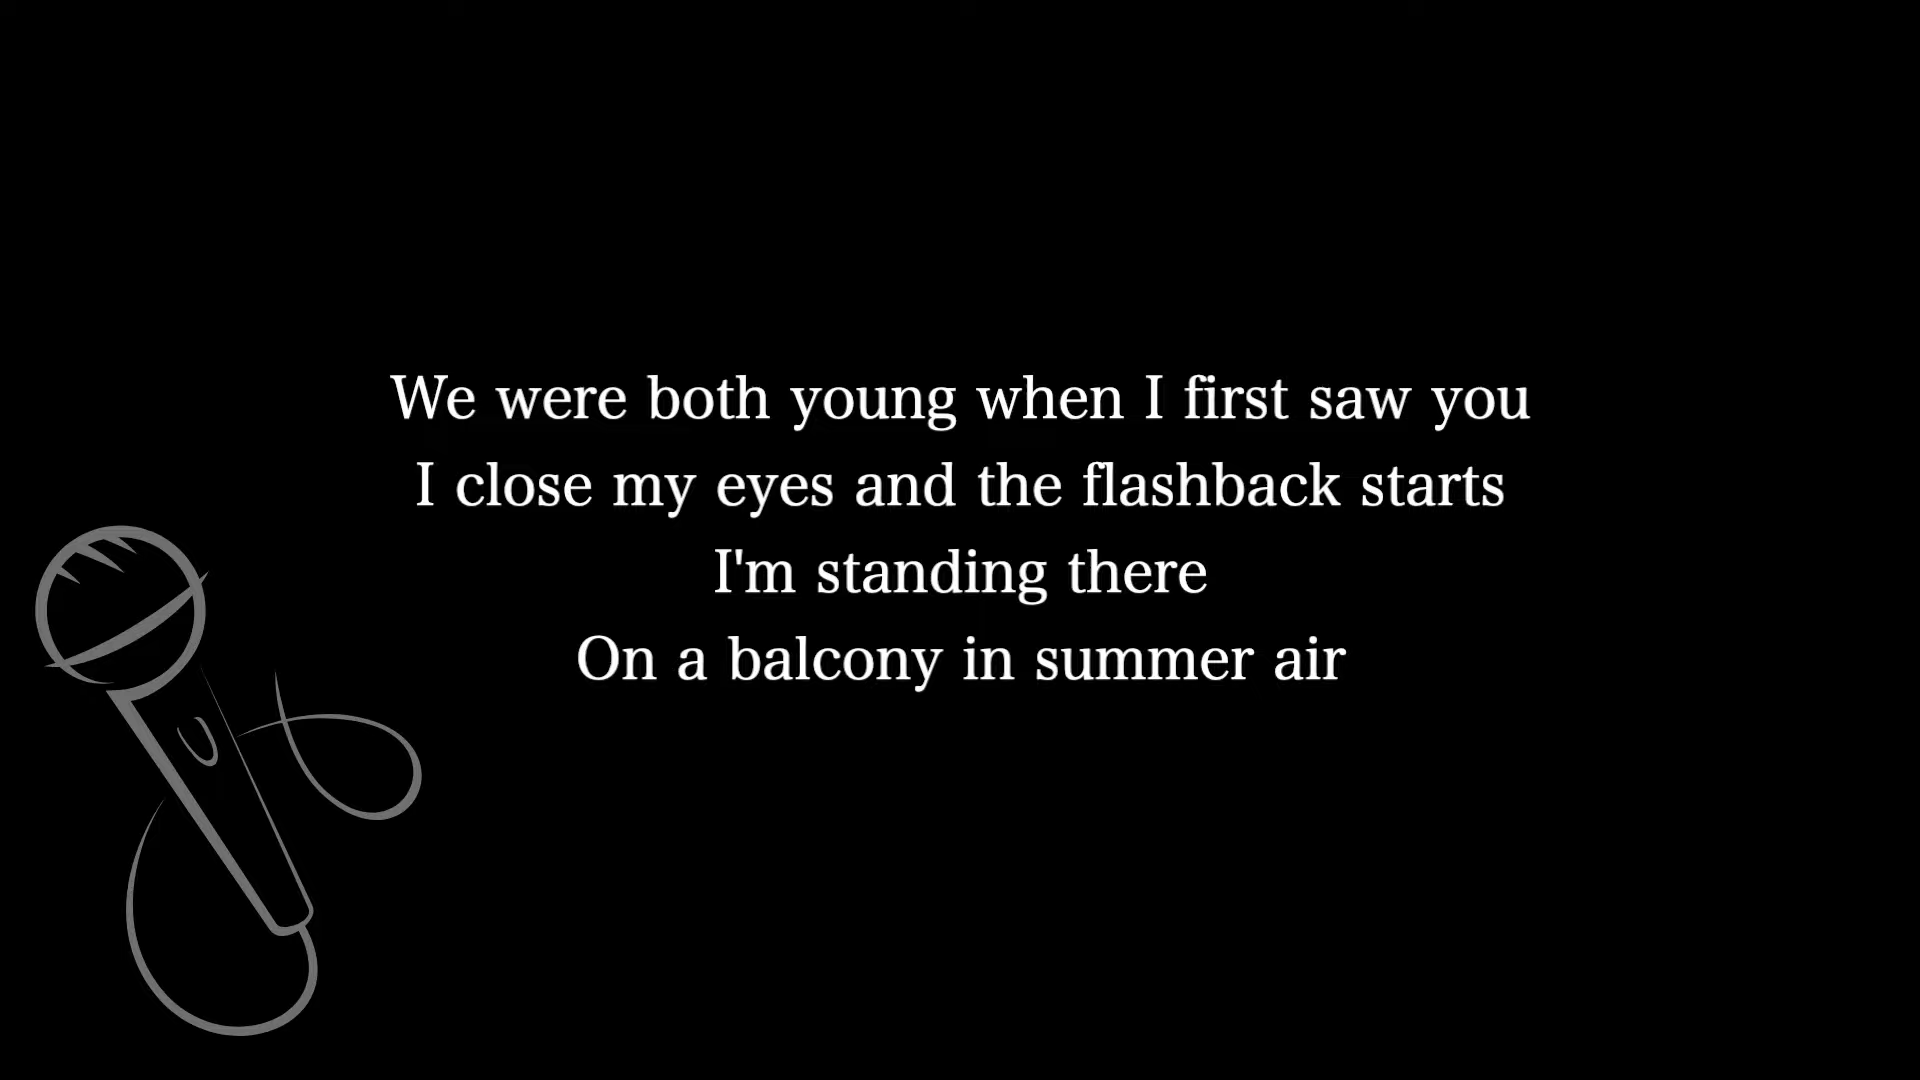 We were both young when I first saw you
I close my eyes and the flashback starts
I'm standing there
On a balcony in summer air